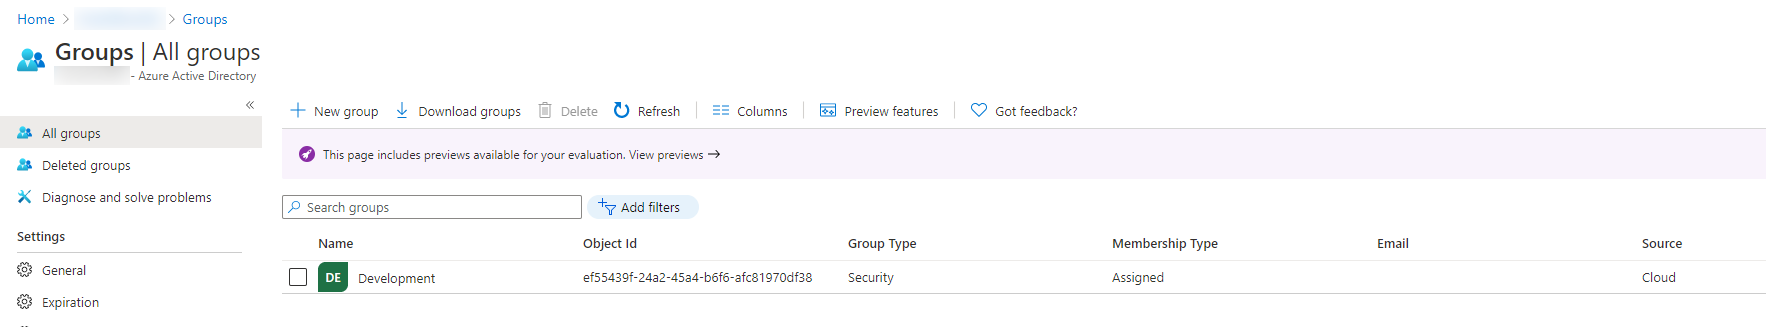 Home > > Groups
Groups | All groups
- Azure Active Directory
«
All groups
Deleted groups
Diagnose and solve problems
Settings
General
Expiration
New group Download groups Delete Refresh Columns Preview features Got feedback?
This page includes previews available for your evaluation. View previews →
Search groups Add filters
Name Object Id Group Type Membership Type Email Source
DE Development ef55439f-24a2-45a4-b6f6-afc81970df38 Security Assigned Cloud